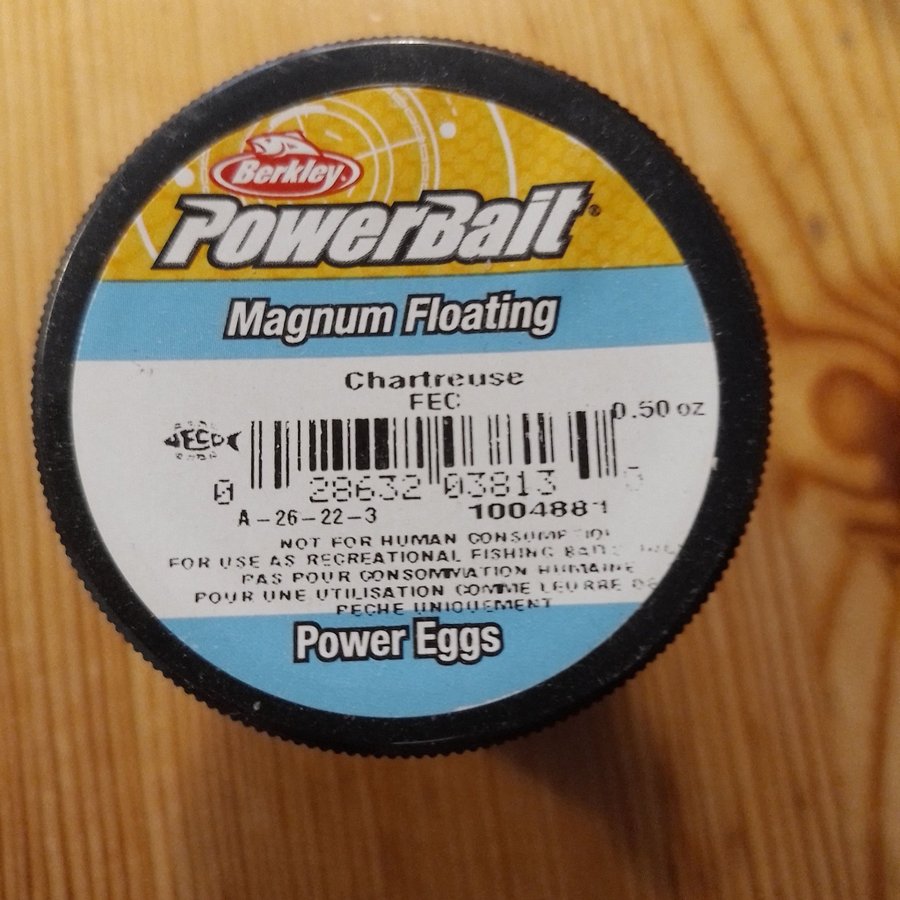 Berkley
PowerBait®
Magnum Floating
Chartreuse
FEC
0.50 oz
0 28632 03813
A-26-22-3 1004881
NOT FOR HUMAN
FOR USE AS RECREATIONAL FISHING
PAS POUR CONSOMMATION HUMAINE
POUR UNE UTILISATION COMME LEURRE DE
PECHE UNIQUEMENT
Power Eggs